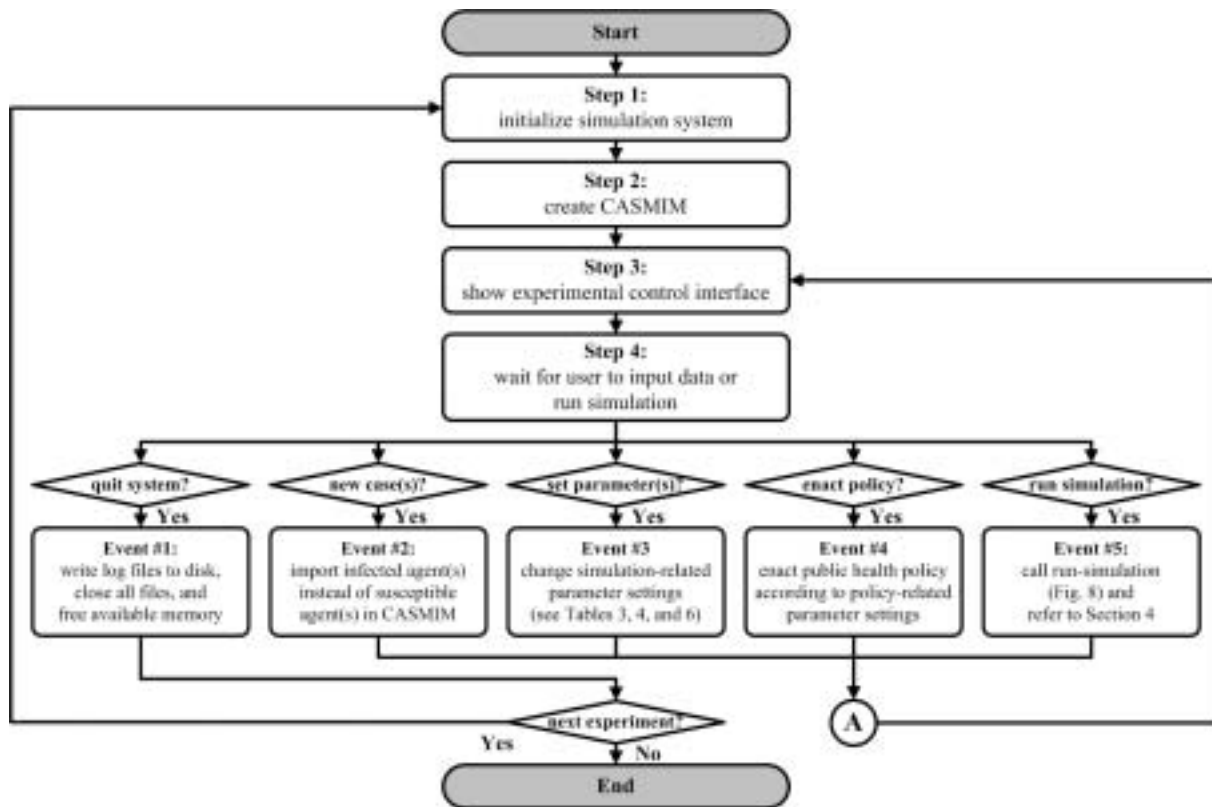 Start
Step 1:
initialize simulation system
Step 2:
create CASMIM
Step 3:
show experimental control interface
Step 4:
wait for user to input data or
run simulation
quit system?
new case(s)?
set parameter(s)?
enact policy?
run simulation?
Yes
Yes
Yes
Yes
Yes
Event #1:
write log files to disk,
close all files, and
free available memory
Event #2:
import infected agent(s)
instead of susceptible
agent(s) in CASMIM
Event #3
change simulation-related
parameter settings
(see Tables 3, 4, and 6)
Event #4
enact public health policy
according to policy-related
parameter settings
Event #5:
call run-simulation
(Fig. 8) and
refer to Section 4
next experiment?
A
Yes
No
End